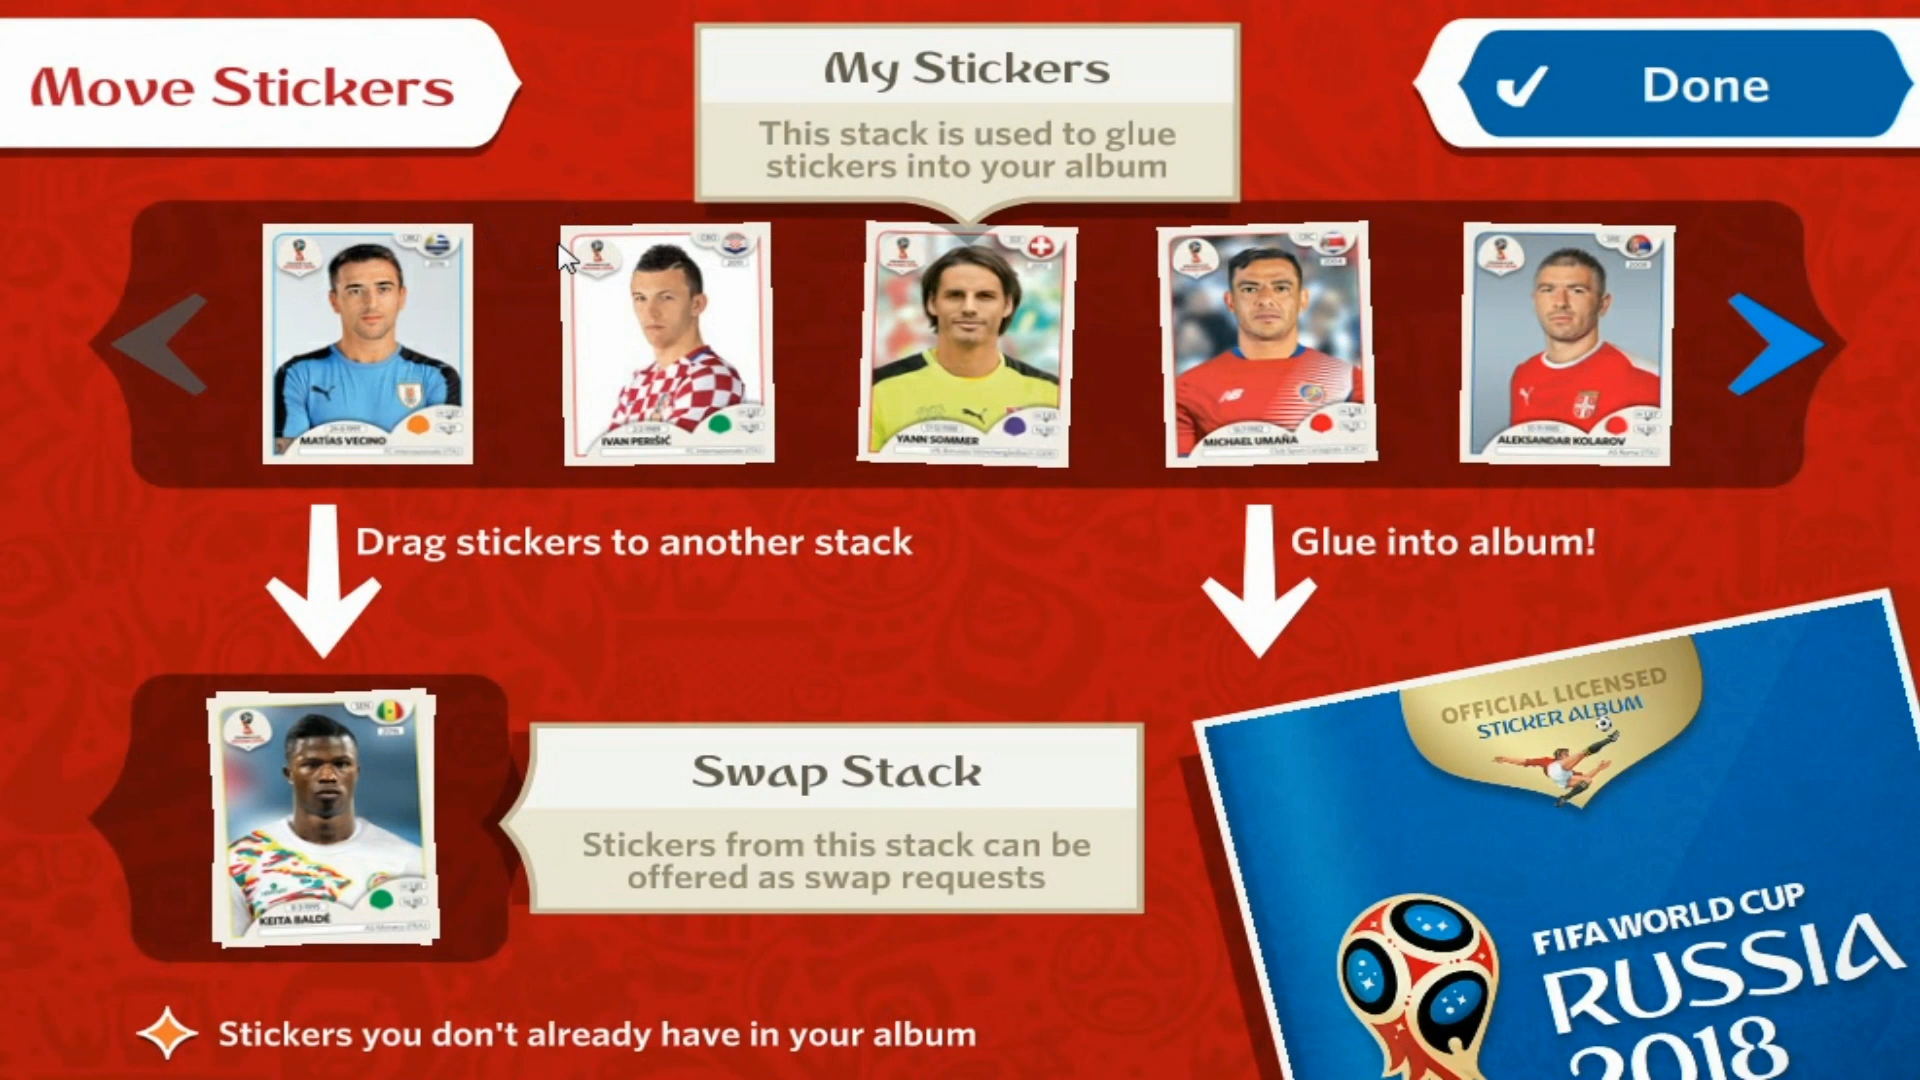 Move Stickers
My Stickers
This stack is used to glue
stickers into your album
Done
MATÍAS VECINO
IVAN PERIŠIĆ
YANN SOMMER
MICHAEL UMAÑA
ALEKSANDAR KOLAROV
Drag stickers to another stack
Glue into album!
SEN
KEITA BALDÉ
Swap Stack
Stickers from this stack can be
offered as swap requests
OFFICIAL LICENSED
STICKER ALBUM
FIFA WORLD CUP
RUSSIA
2018
Stickers you don't already have in your album